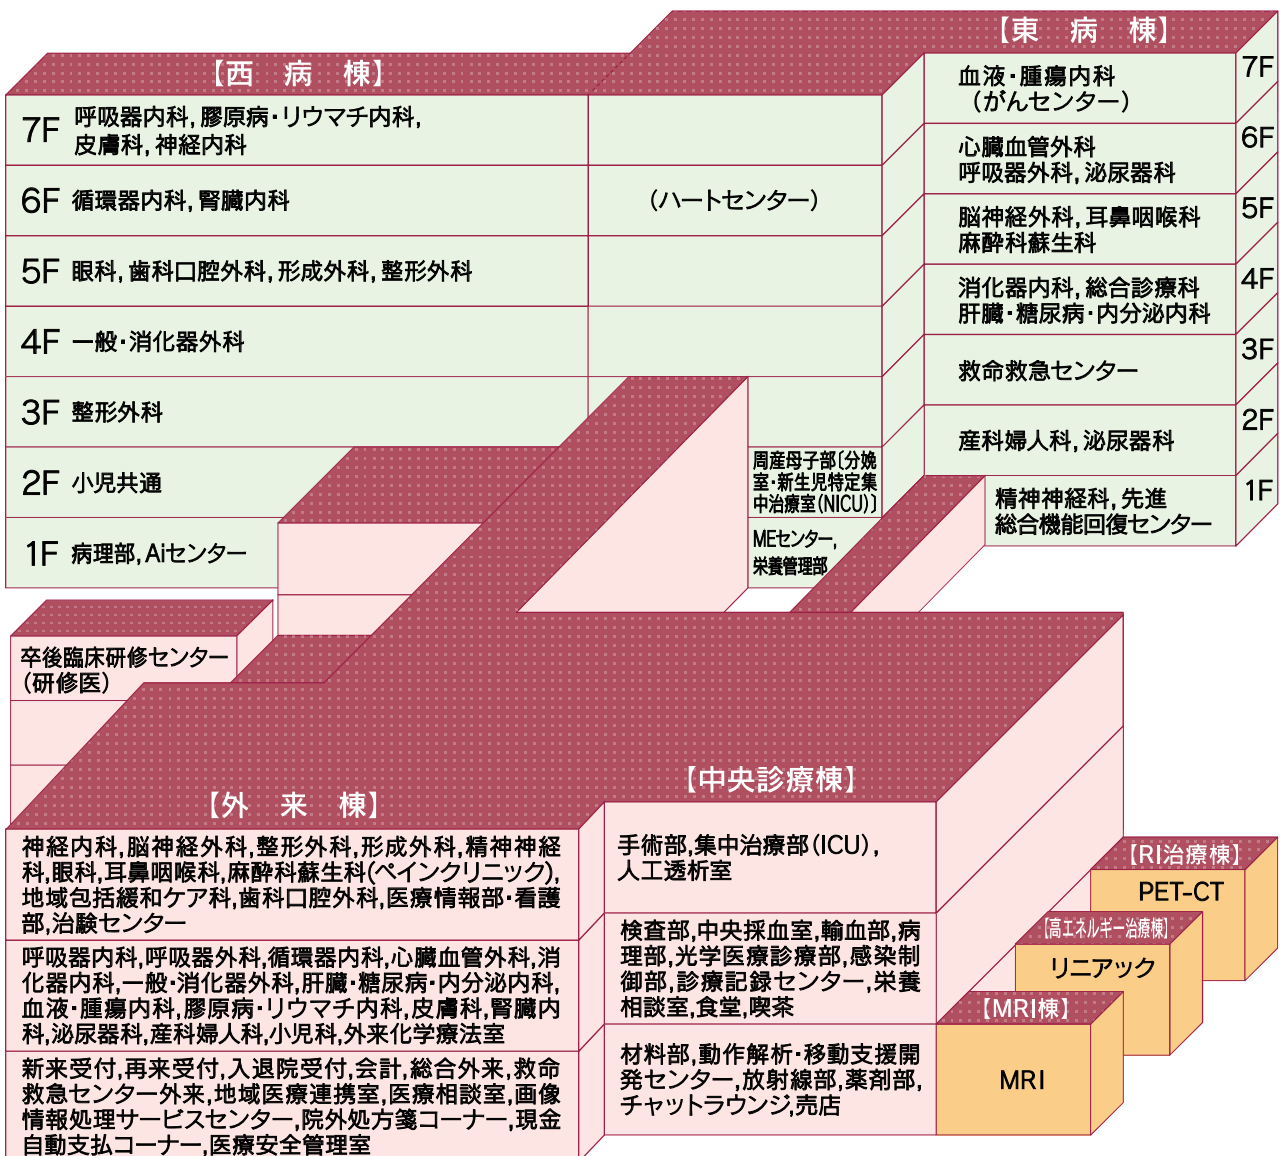 【西 病 棟】
7F 呼吸器内科,膠原病・リウマチ内科,
皮膚科,神経内科
6F 循環器内科,腎臓内科
(ハートセンター)
5F 眼科,歯科口腔外科,形成外科,整形外科
4F 一般・消化器外科
3F 整形外科
2F 小児共通
周産母子部〔分娩
室・新生児特定集
中治療室(NICU)〕
1F 病理部,Aiセンター
MEセンター,
栄養管理部
【東 病 棟】
血液・腫瘍内科
(がんセンター)
7F
心臓血管外科
呼吸器外科,泌尿器科
6F
脳神経外科,耳鼻咽喉科
麻酔科蘇生科
5F
消化器内科,総合診療科
肝臓・糖尿病・内分泌内科
4F
救命救急センター
3F
産科婦人科,泌尿器科
2F
精神神経科,先進
総合機能回復センター
1F
卒後臨床研修センター
(研修医)
【外 来 棟】
神経内科,脳神経外科,整形外科,形成外科,精神神経
科,眼科,耳鼻咽喉科,麻酔科蘇生科(ペインクリニック),
地域包括緩和ケア科,歯科口腔外科,医療情報部・看護
部,治験センター
呼吸器内科,呼吸器外科,循環器内科,心臓血管外科,消
化器内科,一般・消化器外科,肝臓・糖尿病・内分泌内科,
血液・腫瘍内科,膠原病・リウマチ内科,皮膚科,腎臓内
科,泌尿器科,産科婦人科,小児科,外来化学療法室
新来受付,再来受付,入退院受付,会計,総合外来,救命
救急センター外来,地域医療連携室,医療相談室,画像
情報処理サービスセンター,院外処方箋コーナー,現金
自動支払コーナー,医療安全管理室
【中央診療棟】
手術部,集中治療部(ICU),
人工透析室
検査部,中央採血室,輸血部,病
理部,光学医療診療部,感染制
御部,診療記録センター,栄養
相談室,食堂,喫茶
材料部,動作解析・移動支援開
発センター,放射線部,薬剤部,
チャットラウンジ,売店
【RI治療棟】
PET-CT
【高エネルギー治療棟】
リニアック
【MRI棟】
MRI